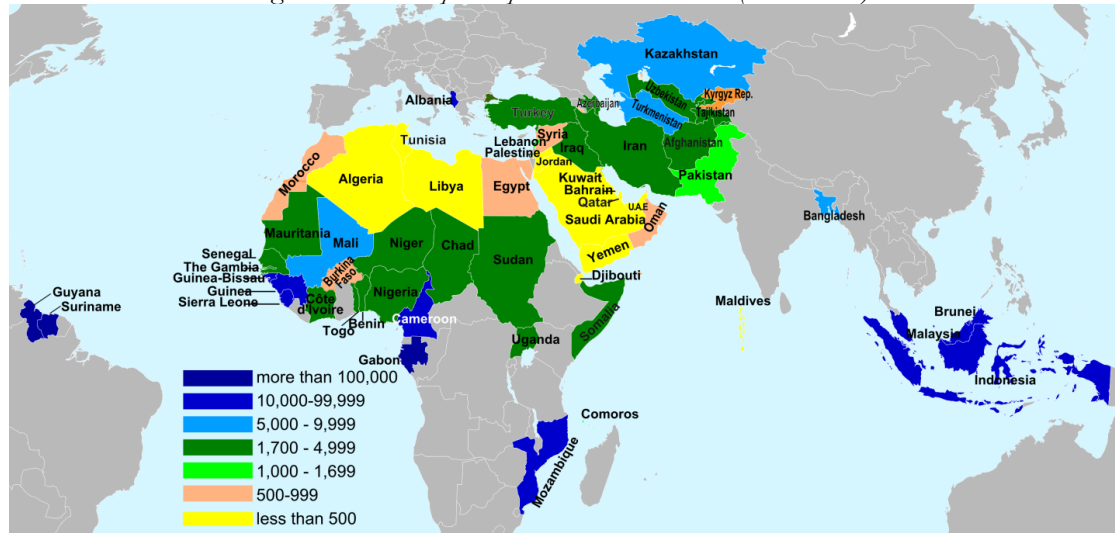 Kazakhstan
Albania
Azerbaijan
Uzbekistan
Kyrgyz Rep.
Turkey
Turkmenistan
Tajikistan
Tunisia
Lebanon
Syria
Palestine
Iraq
Iran
Afghanistan
Morocco
Jordan
Algeria
Libya
Egypt
Kuwait
Pakistan
Bahrain
Qatar
U.A.E
Saudi Arabia
Oman
Bangladesh
Mauritania
Mali
Niger
Chad
Sudan
Yemen
Senegal
The Gambia
Burkina
Faso
Djibouti
Guinea-Bissau
Guyana
Guinea
Nigeria
Maldives
Suriname
Sierra Leone
Côte
d'Ivoire
Cameroon
Somalia
Brunei
Benin
Togo
Malaysia
Uganda
Gabon
Indonesia
more than 100,000
10,000-99,999
Comoros
5,000 - 9,999
1,700 - 4,999
Mozambique
1,000 - 1,699
500-999
less than 500